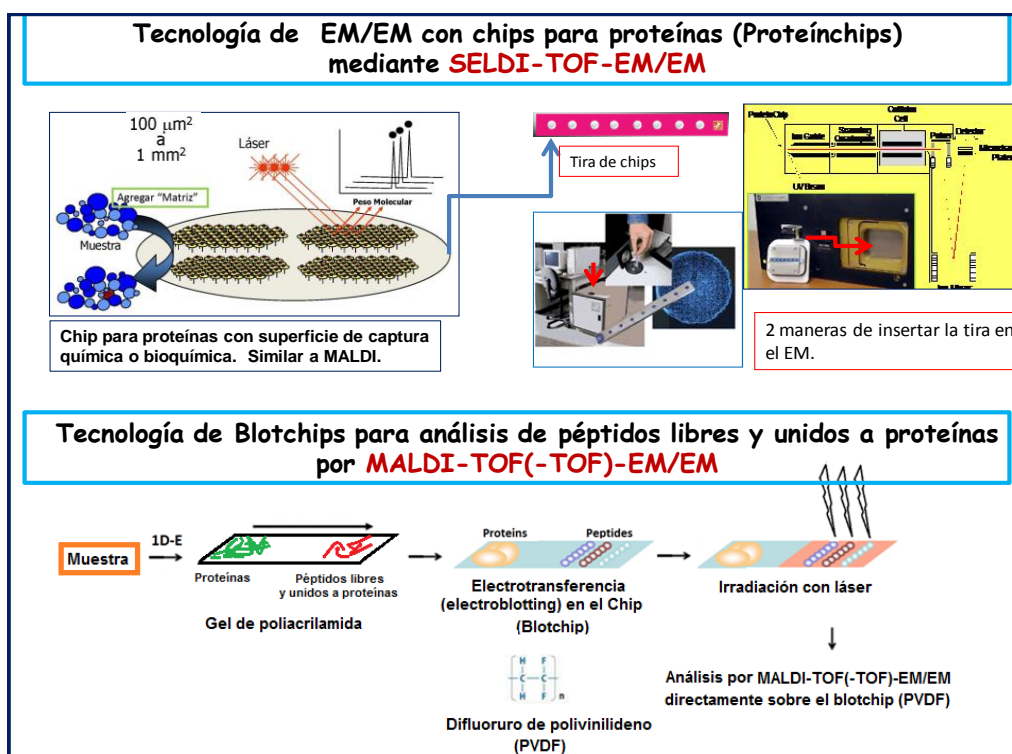 Tecnología de EM/EM con chips para proteínas (Proteínchips)
mediante SELDI-TOF-EM/EM
100 µm2
a
1 mm2
Láser
Agregar "Matriz"
Muestra
Peso Molecular
Chip para proteínas con superficie de captura
química o bioquímica. Similar a MALDI.
Tira de chips
ProteinChip
Ion Guide
Scanning
Quadrupole
Collision
Cell
Pulser
Detector
Plate
UV Beam
2 maneras de insertar la tira en
el EM.
Tecnología de Blotchips para análisis de péptidos libres y unidos a proteínas
por MALDI-TOF(-TOF)-EM/EM
Muestra
1D-E
Proteínas
Péptidos libres
y unidos a proteínas
Gel de poliacrilamida
Proteins
Peptides
Electrotransferencia
(electroblotting) en el Chip
(Blotchip)
Irradiación con láser
H F
C C
H F
n
Difluoruro de polivinilideno
(PVDF)
Análisis por MALDI-TOF(-TOF)-EM/EM
directamente sobre el blotchip (PVDF)